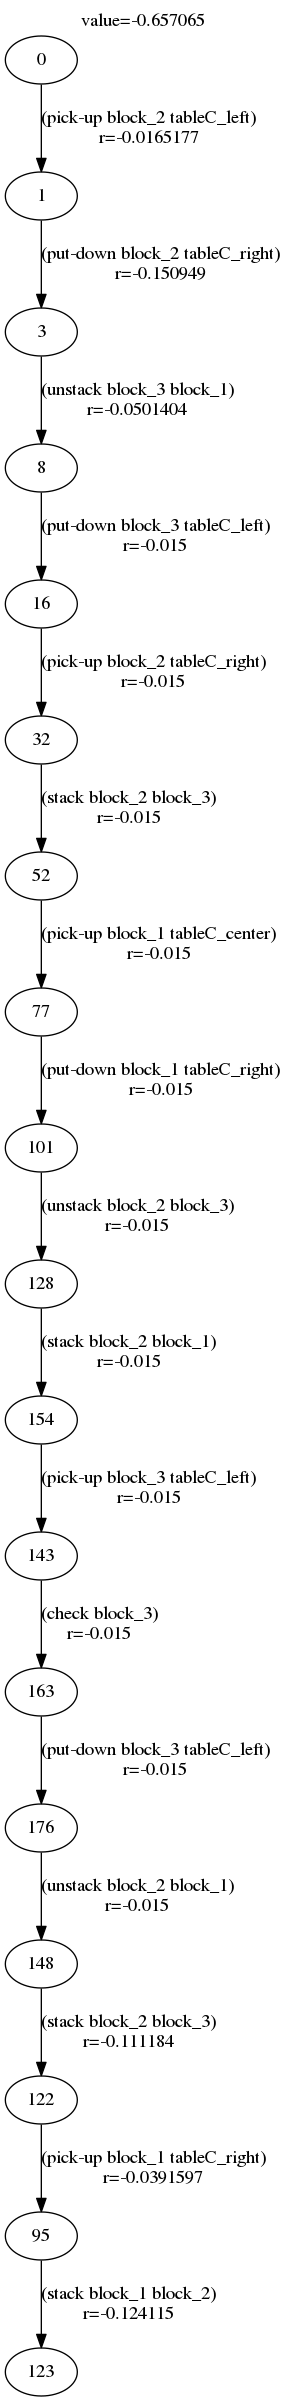 value=-0.657065
0
(pick-up block_2 tableC_left)
r=-0.0165177
1
(put-down block_2 tableC_right)
r=-0.150949
3
(unstack block_3 block_1)
r=-0.0501404
8
(put-down block_3 tableC_left)
r=-0.015
16
(pick-up block_2 tableC_right)
r=-0.015
32
(stack block_2 block_3)
r=-0.015
52
(pick-up block_1 tableC_center)
r=-0.015
77
(put-down block_1 tableC_right)
r=-0.015
101
(unstack block_2 block_3)
r=-0.015
128
(stack block_2 block_1)
r=-0.015
154
(pick-up block_3 tableC_left)
r=-0.015
143
(check block_3)
r=-0.015
163
(put-down block_3 tableC_left)
r=-0.015
176
(unstack block_2 block_1)
r=-0.015
148
(stack block_2 block_3)
r=-0.111184
122
(pick-up block_1 tableC_right)
r=-0.0391597
95
(stack block_1 block_2)
r=-0.124115
123